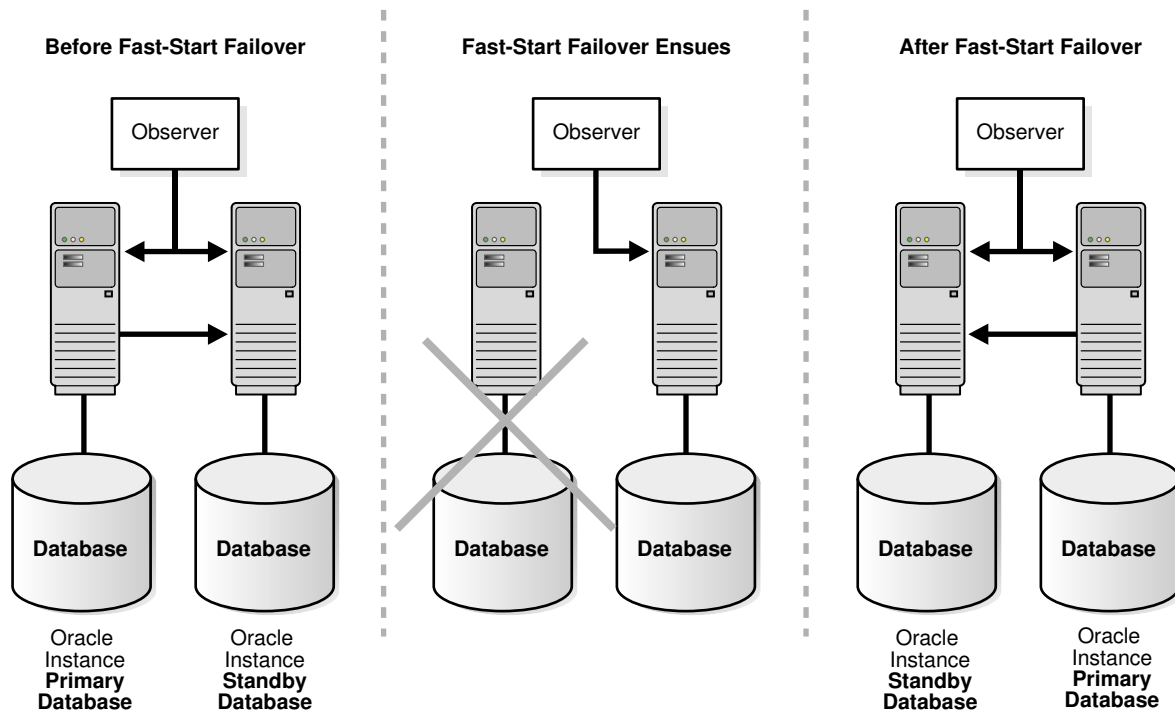 Before Fast-Start Failover
Observer
Database
Database
Oracle
Instance
Primary
Database
Oracle
Instance
Standby
Database
Fast-Start Failover Ensues
Observer
Database
Database
After Fast-Start Failover
Observer
Database
Database
Oracle
Instance
Standby
Database
Oracle
Instance
Primary
Database